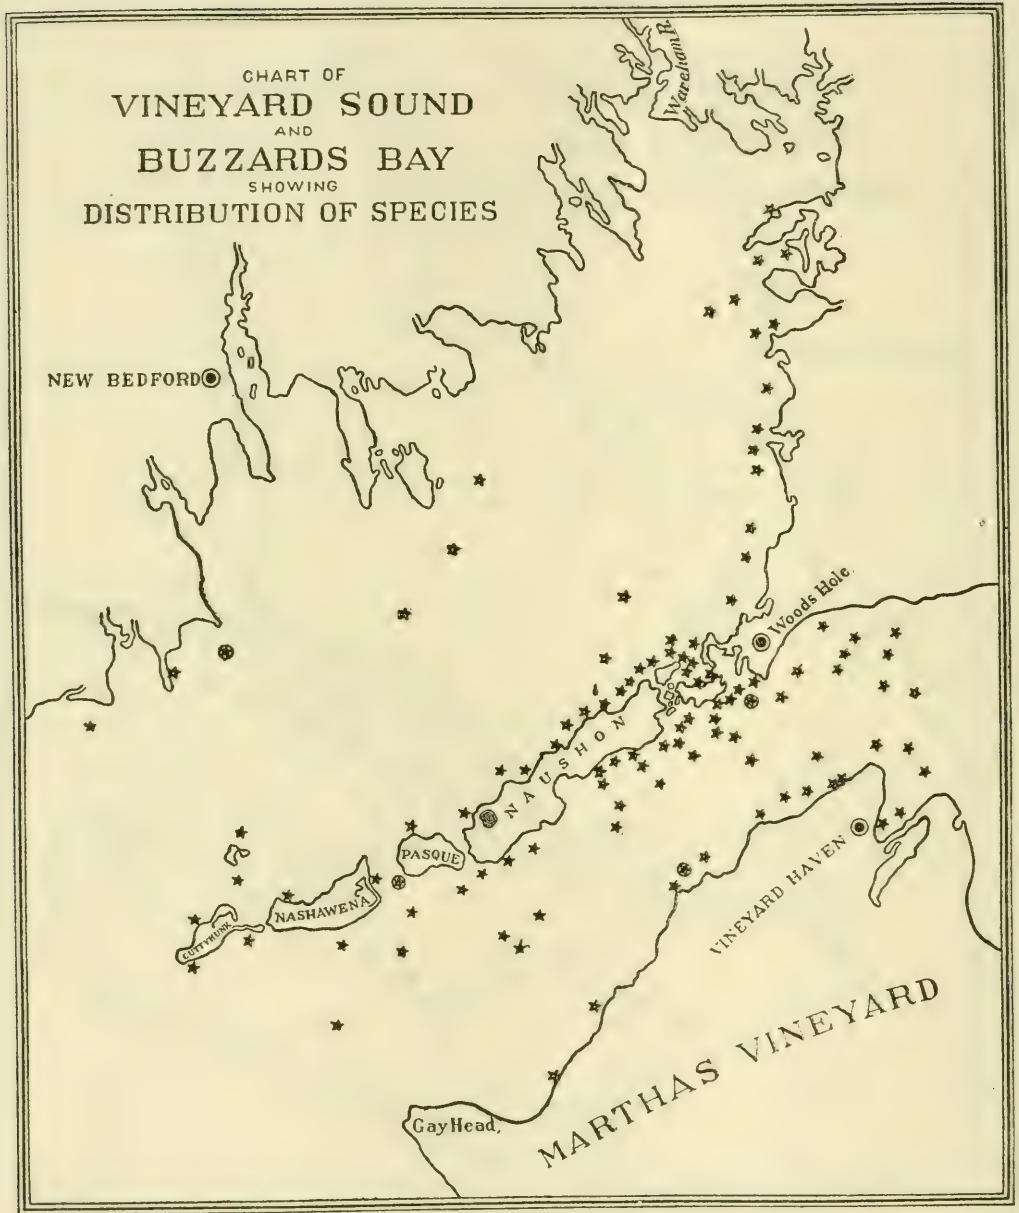 CHART OF
VINEYARD SOUND
AND
BUZZARDS BAY
SHOWING
DISTRIBUTION OF SPECIES
Wareham R.
NEW BEDFORD
Woods Hole.
NAUSHON
PASQUE
NASHAWENA
CUTTYHUNK
VINEYARD HAVEN
MARTHAS VINEYARD
Gay Head,